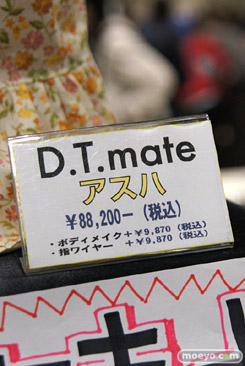 D.T.mate
アスハ
¥88,200-（税込）
・ボディメイク＋¥9,870（税込）
・指ワイヤー＋¥9,870（税込）
moeyo.com